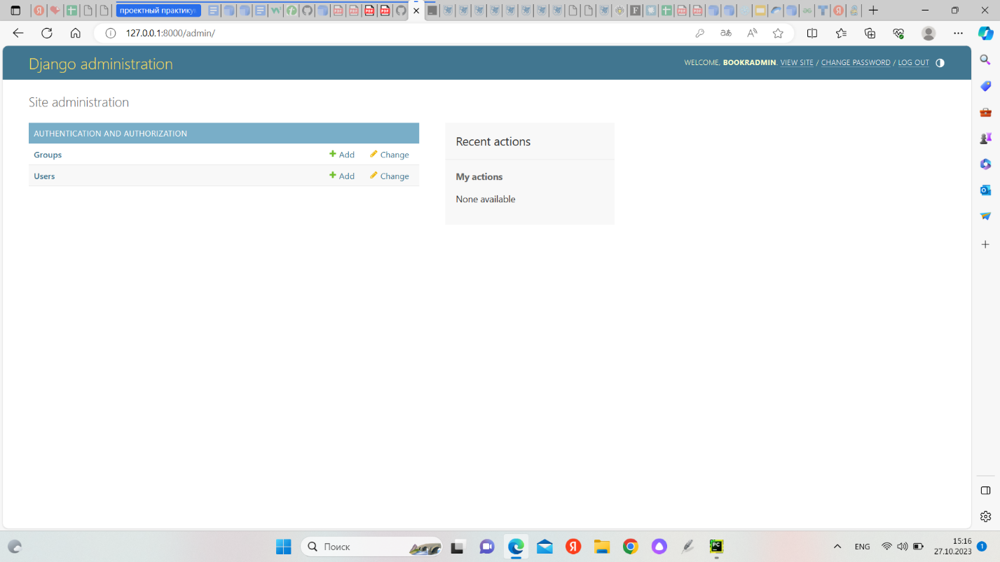 проектный практику
127.0.0.1:8000/admin/
Django administration
WELCOME, BOOKRADMIN. VIEW SITE / CHANGE PASSWORD / LOG OUT
Site administration
AUTHENTICATION AND AUTHORIZATION
Groups
Add
Change
Users
Add
Change
Recent actions
My actions
None available
Поиск
ENG
15:16
27.10.2023
1